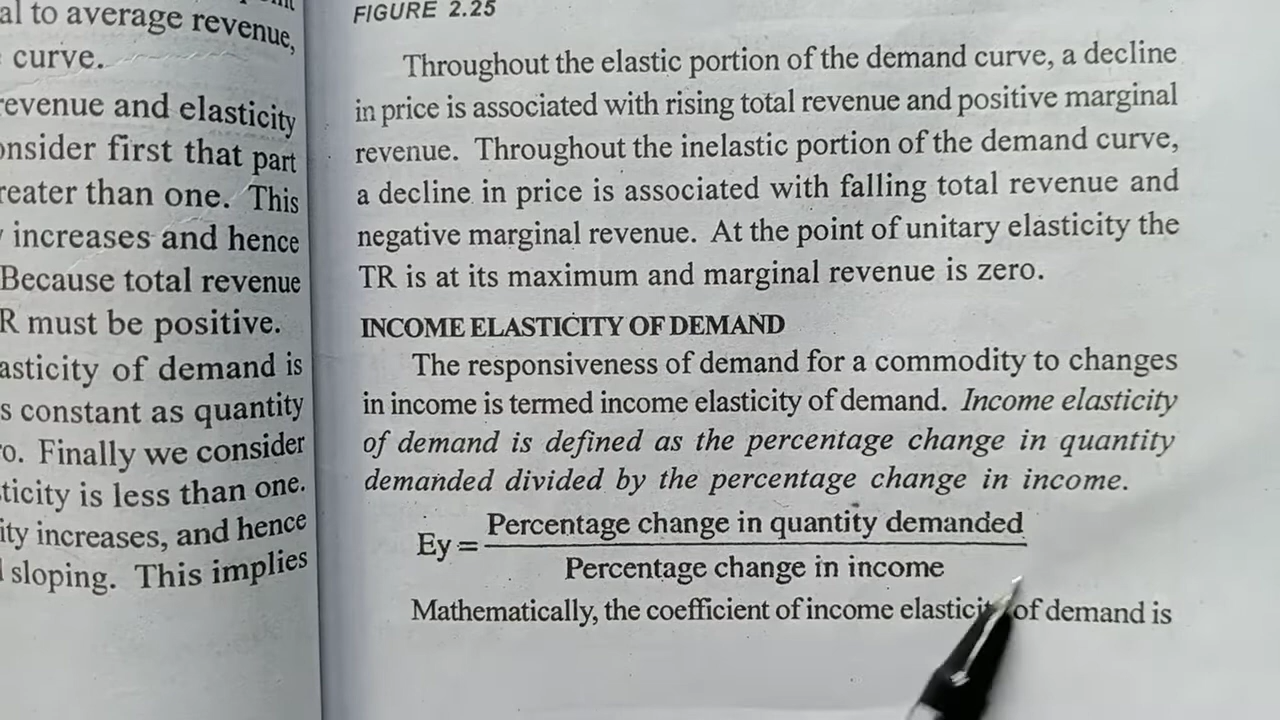 al to average revenue,
curve.
revenue and elasticity
onsider first that part
reater than one. This
increases and hence
Because total revenue
R must be positive.
asticity of demand is
s constant as quantity
o. Finally we consider
ticity is less than one.
ity increases, and hence
sloping. This implies
FIGURE 2.25
Throughout the elastic portion of the demand curve, a decline
in price is associated with rising total revenue and positive marginal
revenue. Throughout the inelastic portion of the demand curve,
a decline in price is associated with falling total revenue and
negative marginal revenue. At the point of unitary elasticity the
TR is at its maximum and marginal revenue is zero.
INCOME ELASTICITY OF DEMAND
The responsiveness of demand for a commodity to changes
in income is termed income elasticity of demand. Income elasticity
of demand is defined as the percentage change in quantity
demanded divided by the percentage change in income.
Ey = Percentage change in quantity demanded
Percentage change in income
Mathematically, the coefficient of income elasticity of demand is